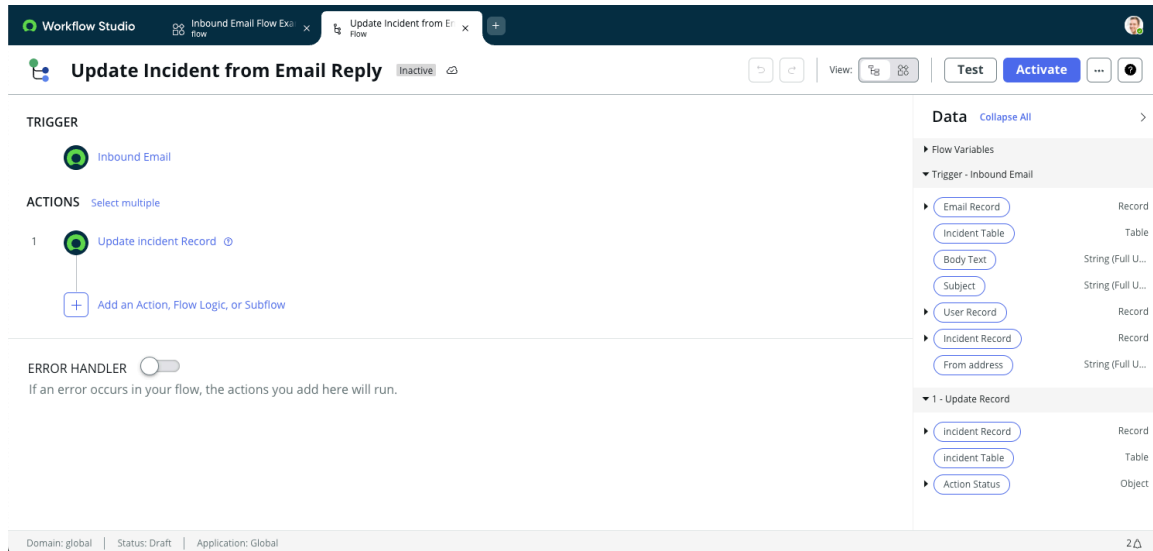 Workflow Studio
Inbound Email Flow Exa
flow
Update Incident from Er
Flow
Update Incident from Email Reply
Inactive
View:
Test
Activate
TRIGGER
Inbound Email
ACTIONS
Select multiple
1
Update incident Record
Add an Action, Flow Logic, or Subflow
ERROR HANDLER
If an error occurs in your flow, the actions you add here will run.
Data
Collapse All
Flow Variables
Trigger - Inbound Email
Email Record Record
Incident Table Table
Body Text String (Full U...
Subject String (Full U...
User Record Record
Incident Record Record
From address String (Full U...
1 - Update Record
incident Record Record
incident Table Table
Action Status Object
Domain: global | Status: Draft | Application: Global
2